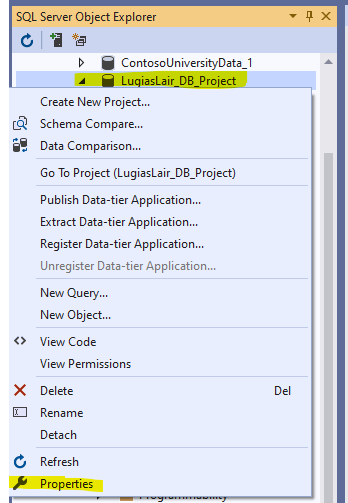 SQL Server Object Explorer
ContosoUniversityData_1
LugiasLair_DB_Project
Create New Project...
Schema Compare...
Data Comparison...
Go To Project (LugiasLair_DB_Project)
Publish Data-tier Application...
Extract Data-tier Application...
Register Data-tier Application...
Unregister Data-tier Application...
New Query...
New Object...
View Code
View Permissions
Delete Del
Rename
Detach
Refresh
Properties
Programmability